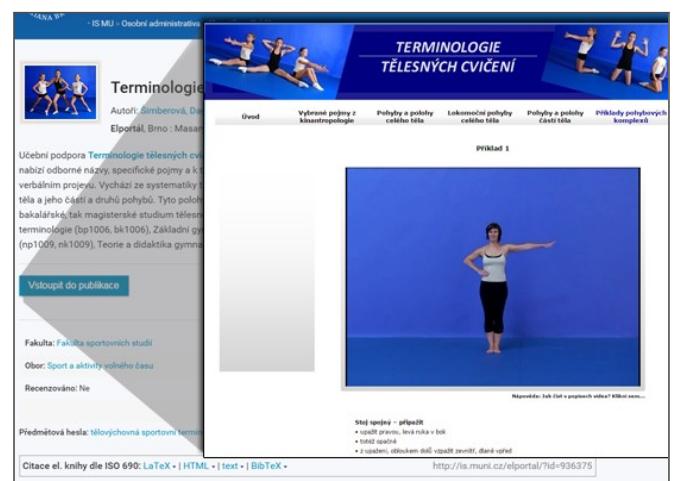 - IS MU - Osobní administrativa
Terminologie
Autoři: Šimberová, Da
Elportál, Brno : Masar
Učební podpora Terminologie tělesných cvi
nabízí odborné názvy, specifické pojmy a k t
verbálním projevu. Vychází ze systematiky t
těla a jeho částí a druhů pohybů. Tyto poloh
bakalářské, tak magisterské studium tělesn
terminologie (bp1006, bk1006), Základní gy
(np1009, nk1009), Teorie a didaktika gymna
Vstoupit do publikace
Fakulta: Fakulta sportovních studií
Obor: Sport a aktivity volného času
Recenzováno: Ne
Předmětová hesla: tělovýchovná sportovní termin
Citace el. knihy dle ISO 690: LaTeX - | HTML - | text - | BibTeX -
http://is.muni.cz/elportal/?id=936375
TERMINOLOGIE
TĚLESNÝCH CVIČENÍ
Úvod
Vybrané pojmy z
kinantropologie
Pohyby a polohy
celého těla
Lokomoční pohyby
celého těla
Pohyby a polohy
částí těla
Příklady pohybových
komplexů
Příklad 1
Nápověda: Jak číst v popisech videa? Klikni sem...
Stoj spojný – připažit
• upažit pravou, levá ruka v bok
• totéž opačně
• z upažení, obloukem dolů vzpažit zevnitř, dlaně vpřed